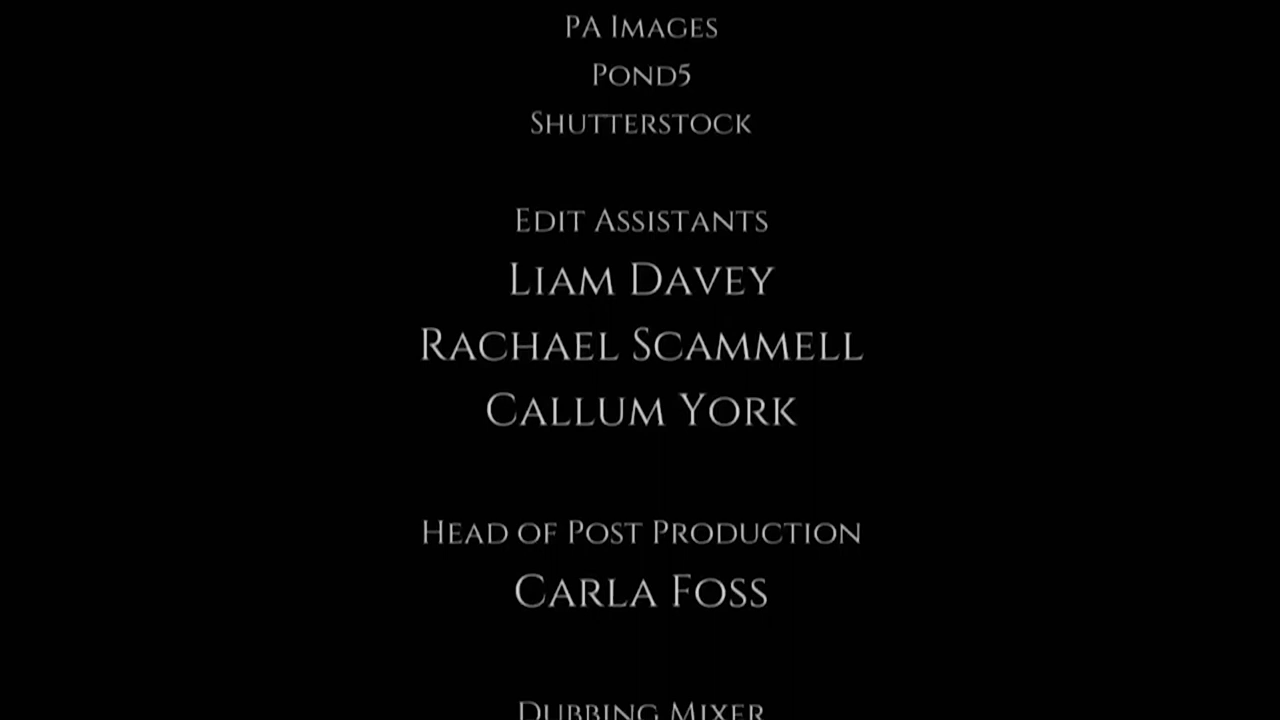 PA Images
Pond5
Shutterstock
Edit Assistants
Liam Davey
Rachael Scammell
Callum York
Head of Post Production
Carla Foss
Dubbing Mixer